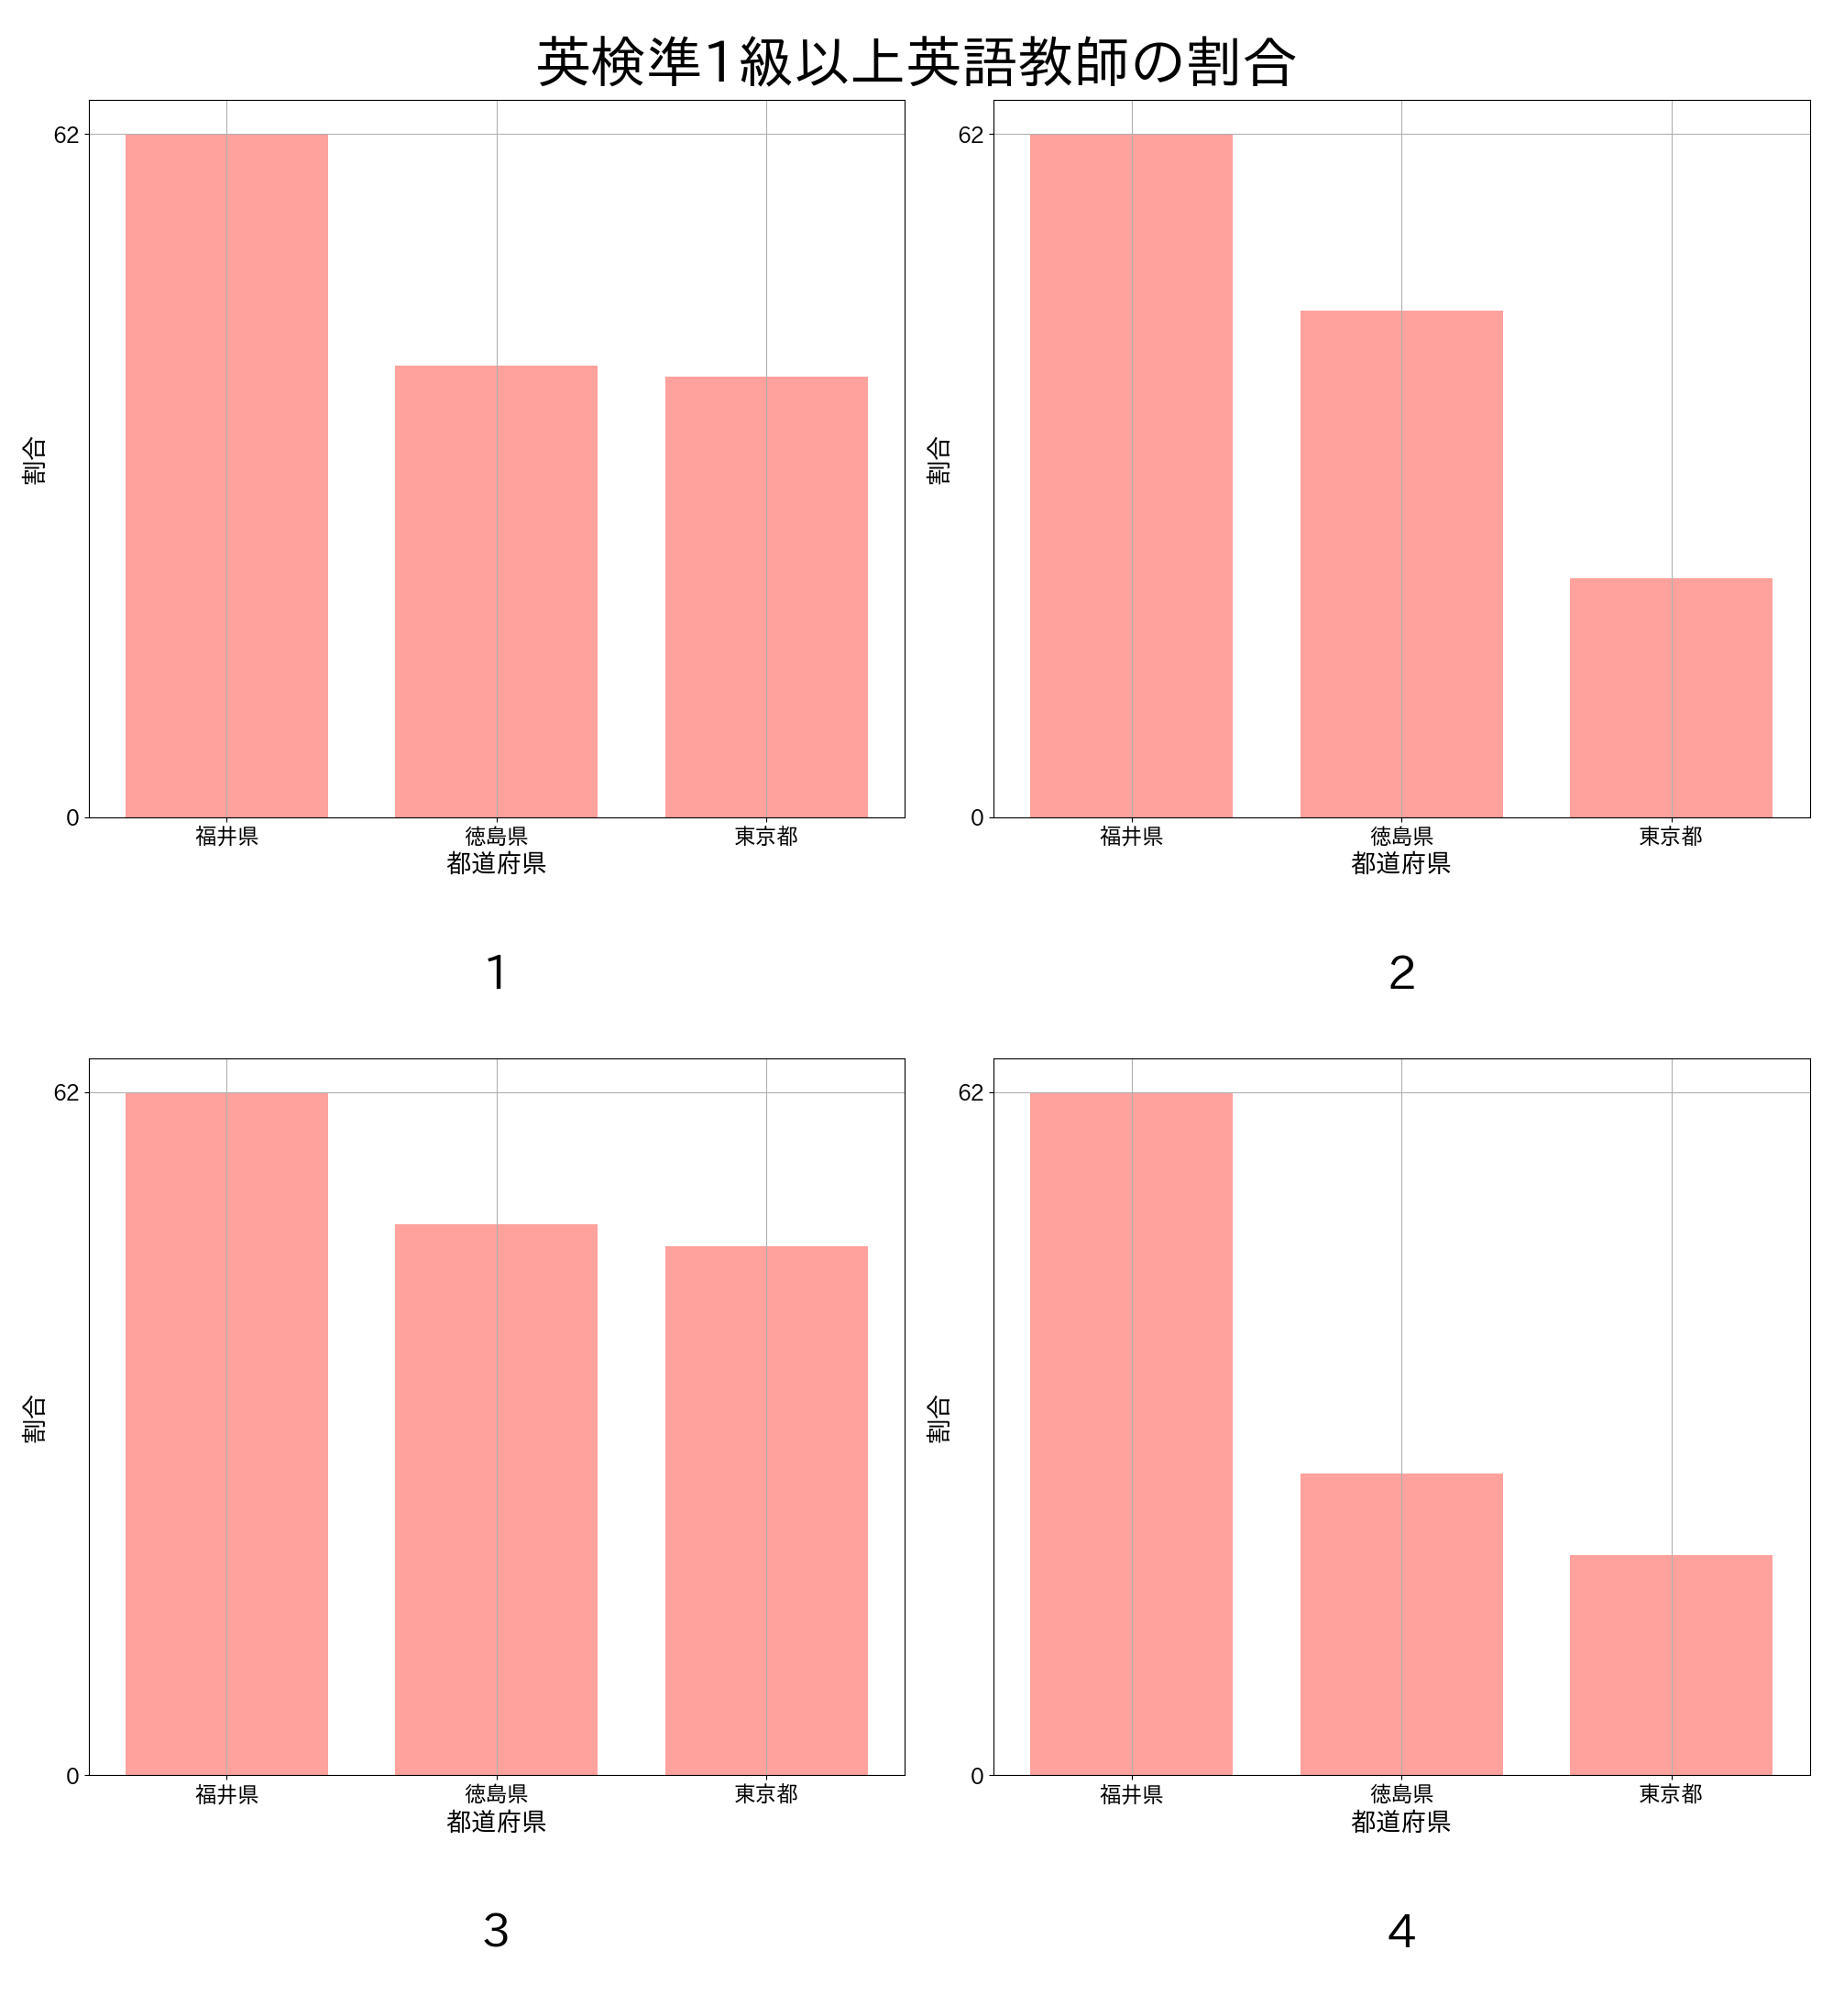 英検準1級以上英語教師の割合
62
割合
0
福井県 徳島県 東京都
都道府県
1
62
割合
0
福井県 徳島県 東京都
都道府県
2
62
割合
0
福井県 徳島県 東京都
都道府県
3
62
割合
0
福井県 徳島県 東京都
都道府県
4